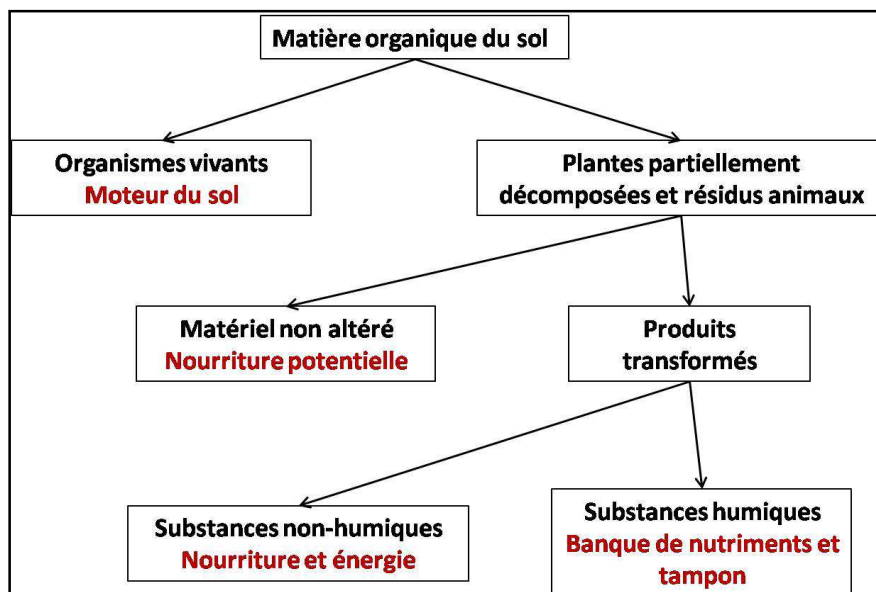 Matière organique du sol
Organismes vivants
Moteur du sol
Plantes partiellement
décomposées et résidus animaux
Matériel non altéré
Nourriture potentielle
Produits
transformés
Substances non-humiques
Nourriture et énergie
Substances humiques
Banque de nutriments et
tampon